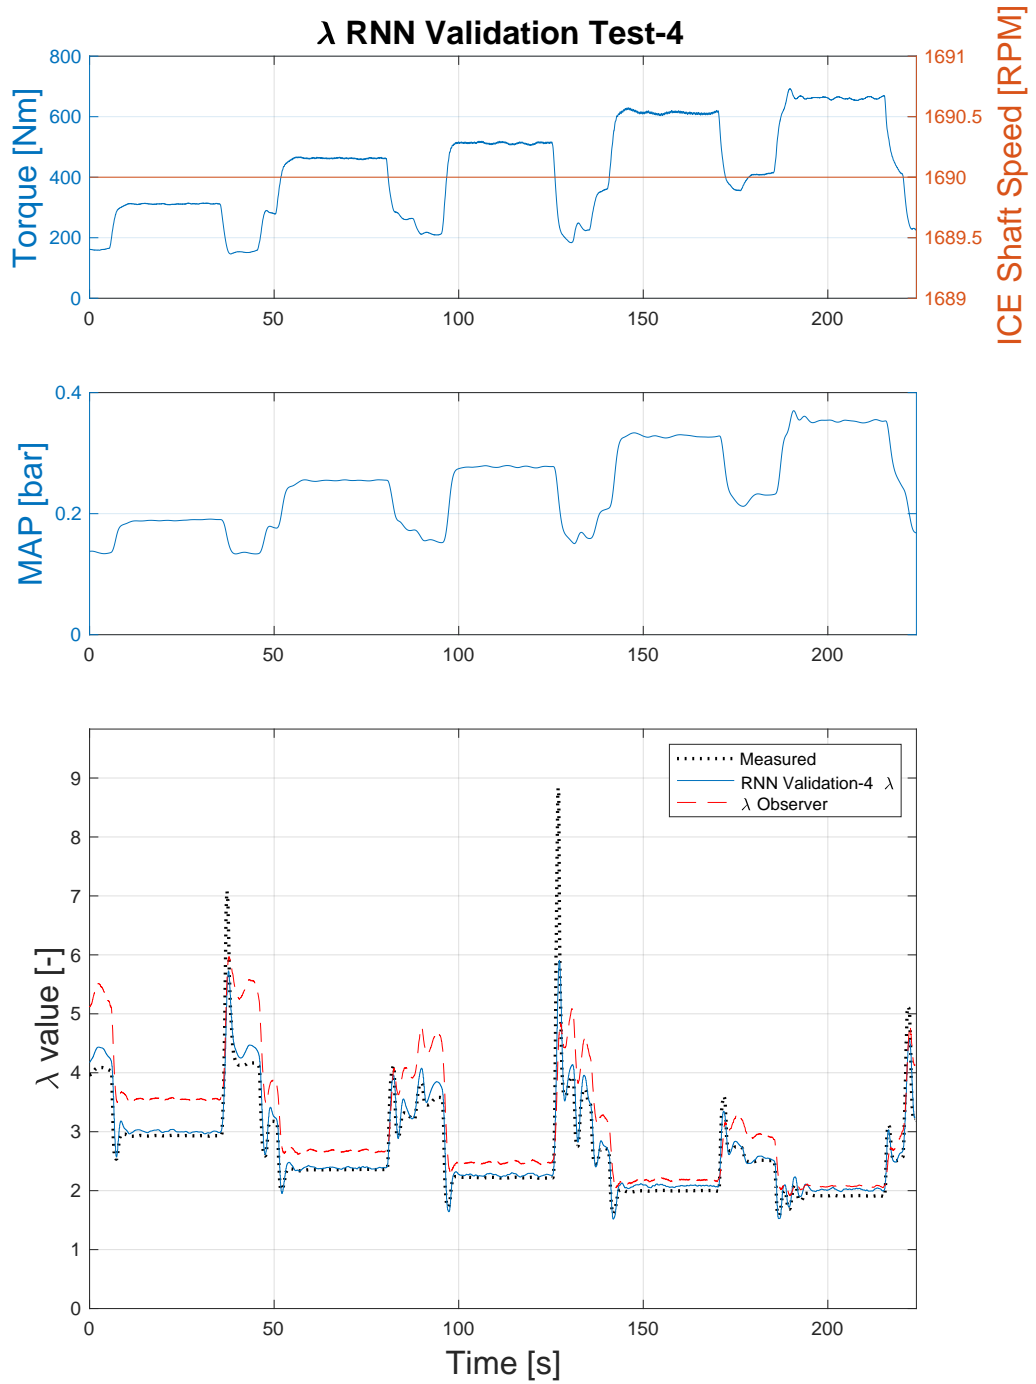 λ RNN Validation Test-4
Torque [Nm]
800
600
400
200
0
ICE Shaft Speed [RPM]
1691
1690.5
1690
1689.5
1689
0 50 100 150 200
MAP [bar]
0.4
0.2
0
0 50 100 150 200
λ value [-]
9
8
7
6
5
4
3
2
1
0
Measured
RNN Validation-4 λ
λ Observer
0 50 100 150 200
Time [s]